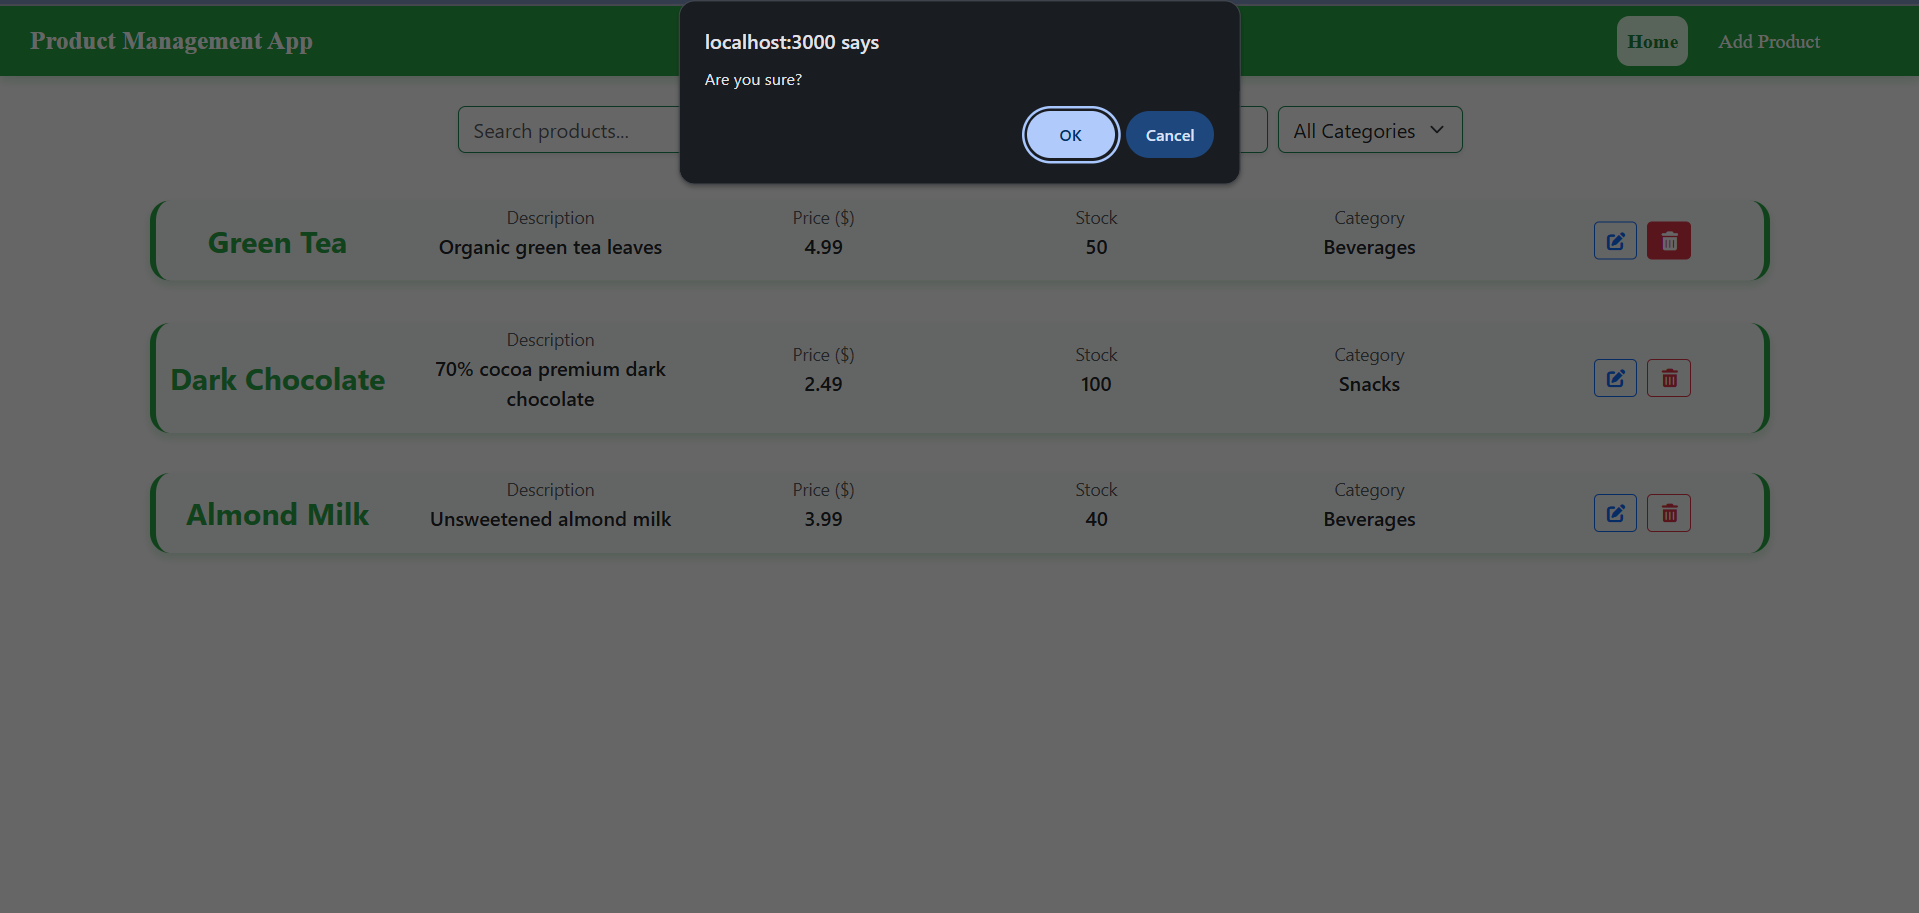 Product Management App
localhost:3000 says
Are you sure?
OK
Cancel
Home
Add Product
Search products...
All Categories
Green Tea
Description
Organic green tea leaves
Price ($)
4.99
Stock
50
Category
Beverages
Dark Chocolate
Description
70% cocoa premium dark
chocolate
Price ($)
2.49
Stock
100
Category
Snacks
Almond Milk
Description
Unsweetened almond milk
Price ($)
3.99
Stock
40
Category
Beverages